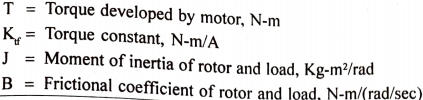 T = Torque developed by motor, N-m
K_tf = Torque constant, N-m/A
J = Moment of inertia of rotor and load, Kg-m²/rad
B = Frictional coefficient of rotor and load, N-m/(rad/sec)